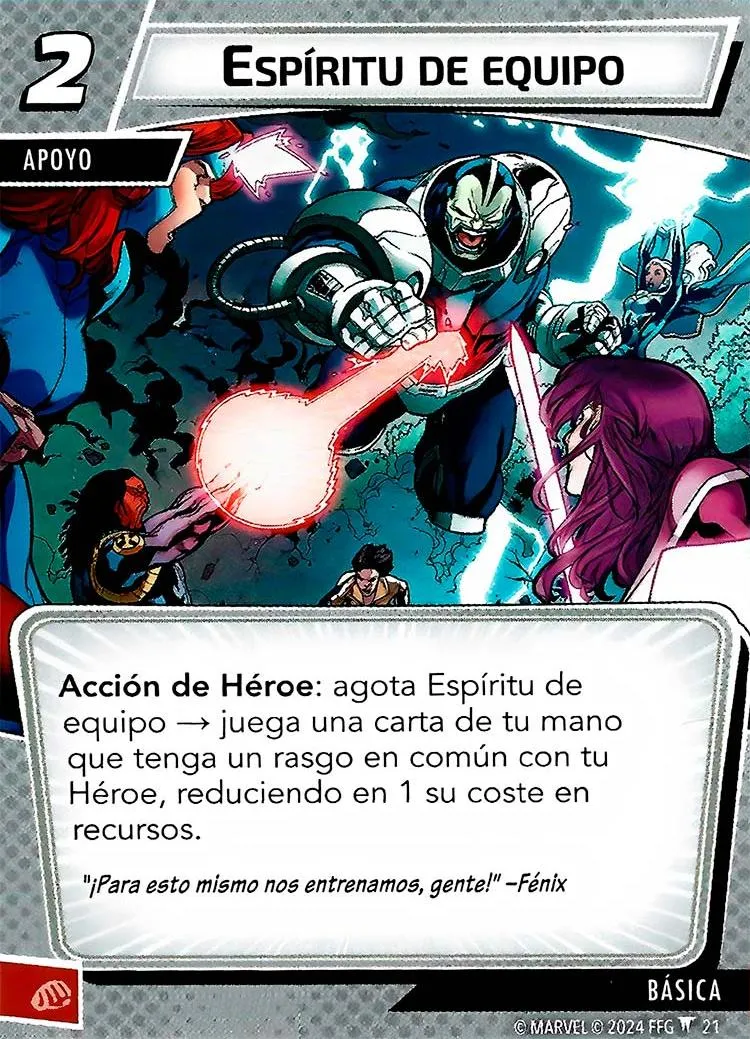 2
ESPÍRITU DE EQUIPO
APOYO
Acción de Héroe: agota Espíritu de
equipo → juega una carta de tu mano
que tenga un rasgo en común con tu
Héroe, reduciendo en 1 su coste en
recursos.
"¡Para esto mismo nos entrenamos, gente!" –Fénix
BÁSICA
© MARVEL © 2024 FFG 21